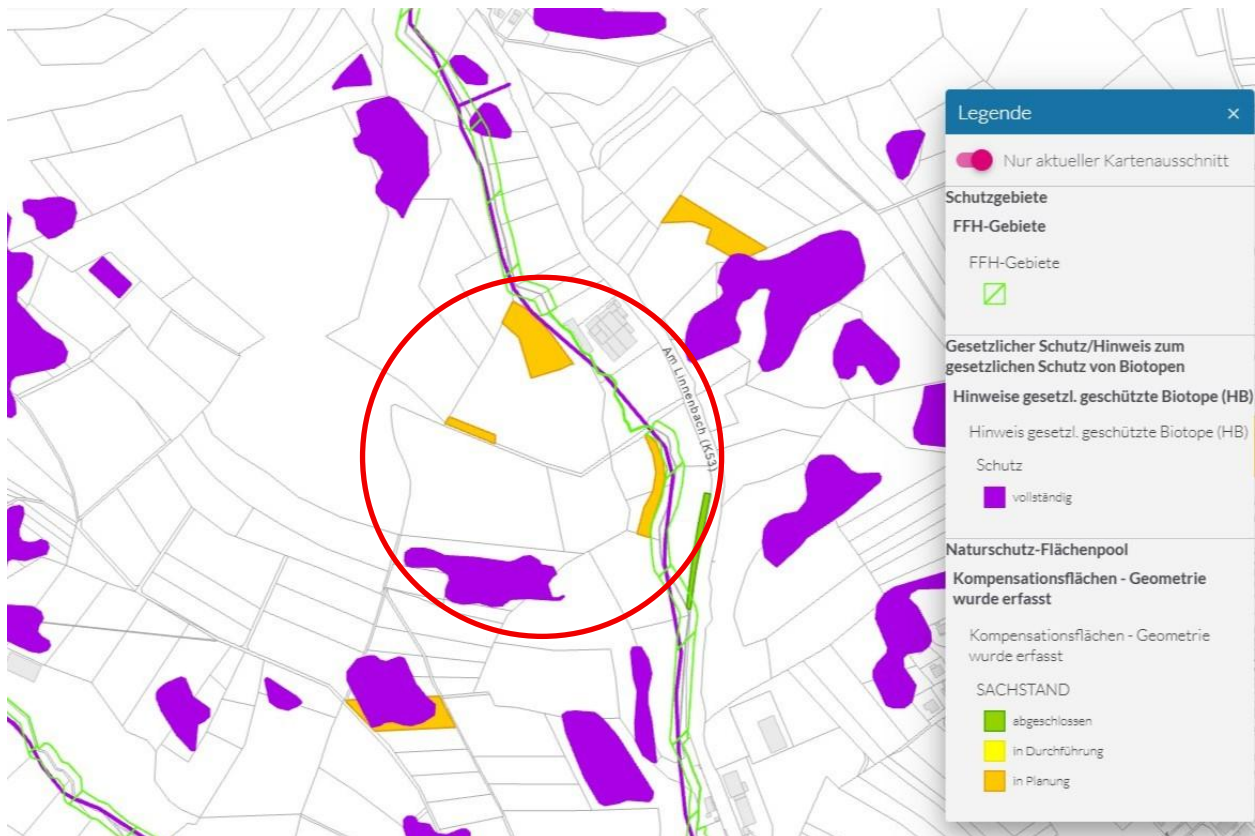 Am Linnenbach (K53)
Legende ×
Nur aktueller Kartenausschnitt
Schutzgebiete
FFH-Gebiete
FFH-Gebiete
Gesetzlicher Schutz/Hinweis zum
gesetzlichen Schutz von Biotopen
Hinweise gesetzl. geschützte Biotope (HB)
Hinweis gesetzl. geschützte Biotope (HB)
Schutz
vollständig
Naturschutz-Flächenpool
Kompensationsflächen - Geometrie
wurde erfasst
Kompensationsflächen - Geometrie
wurde erfasst
SACHSTAND
abgeschlossen
in Durchführung
in Planung